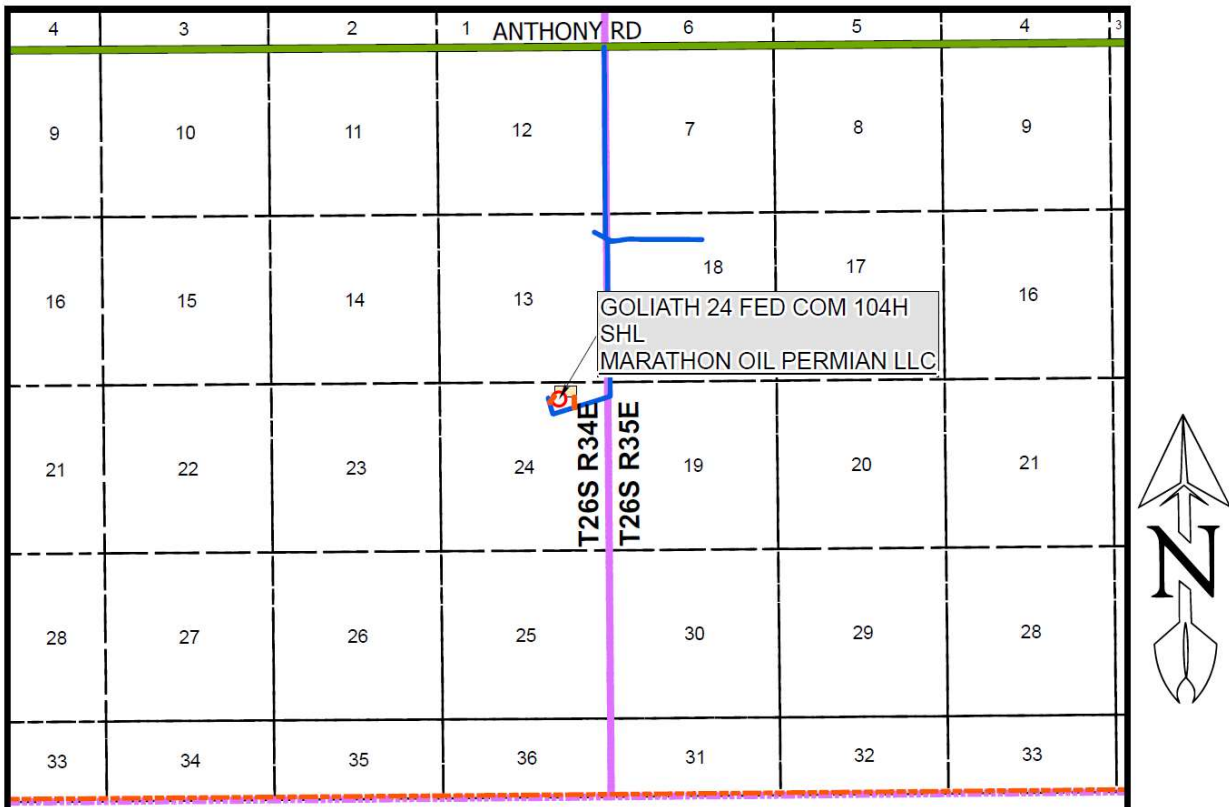 4 3 2 1 ANTHONY RD 6 5 4 3
9 10 11 12 7 8 9
16 15 14 13 18 17 16
GOLIATH 24 FED COM 104H
SHL
MARATHON OIL PERMIAN LLC
T26S R34E
T26S R35E
21 22 23 24 19 20 21
N
28 27 26 25 30 29 28
33 34 35 36 31 32 33